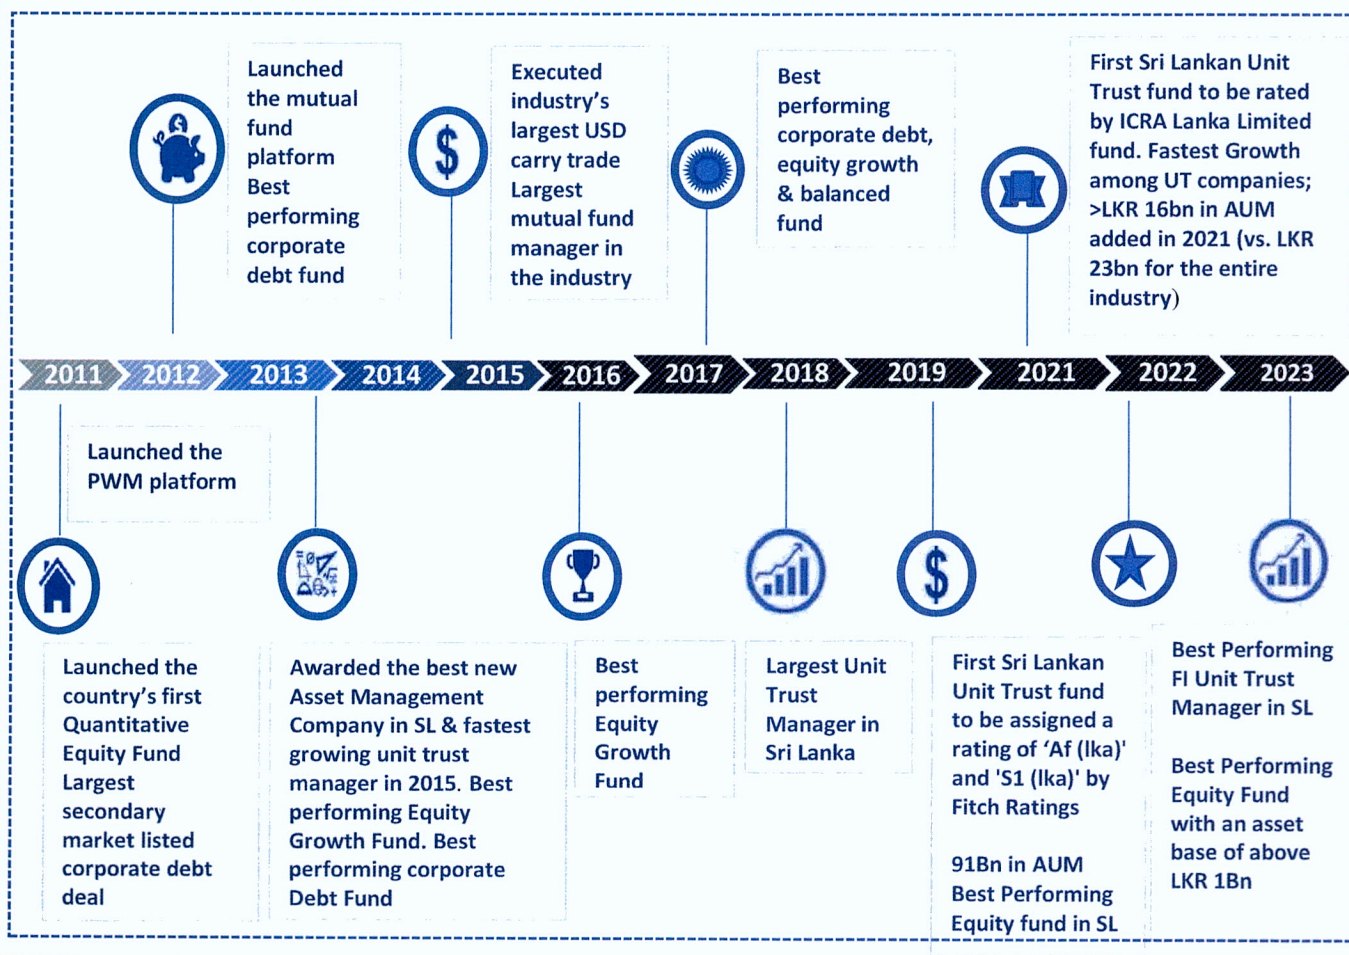 Launched
the mutual
fund
platform
Best
performing
corporate
debt fund
Executed
industry's
largest USD
carry trade
Largest
mutual fund
manager in
the industry
Best
performing
corporate debt,
equity growth
& balanced
fund
First Sri Lankan Unit
Trust fund to be rated
by ICRA Lanka Limited
fund. Fastest Growth
among UT companies;
>LKR 16bn in AUM
added in 2021 (vs. LKR
23bn for the entire
industry)
2011 2012 2013 2014 2015 2016 2017 2018 2019 2021 2022 2023
Launched the
PWM platform
Launched the
country's first
Quantitative
Equity Fund
Largest
secondary
market listed
corporate debt
deal
Awarded the best new
Asset Management
Company in SL & fastest
growing unit trust
manager in 2015. Best
performing Equity
Growth Fund. Best
performing corporate
Debt Fund
Best
performing
Equity
Growth
Fund
Largest Unit
Trust
Manager in
Sri Lanka
First Sri Lankan
Unit Trust fund
to be assigned a
rating of ‘Af (lka)'
and 'S1 (lka)' by
Fitch Ratings
91Bn in AUM
Best Performing
Equity fund in SL
Best Performing
FI Unit Trust
Manager in SL
Best Performing
Equity Fund
with an asset
base of above
LKR 1Bn